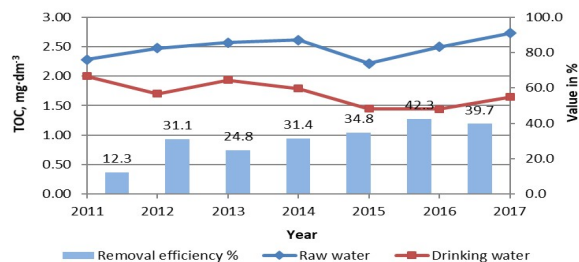 3.00 100.0
2.50 80.0
2.00 60.0
1.50 40.0
1.00 20.0
0.50 0.0
0.00
TOC, mg·dm-3
Value in %
12.3 31.1 24.8 31.4 34.8 42.3 39.7
2011 2012 2013 2014 2015 2016 2017
Year
Removal efficiency % Raw water Drinking water